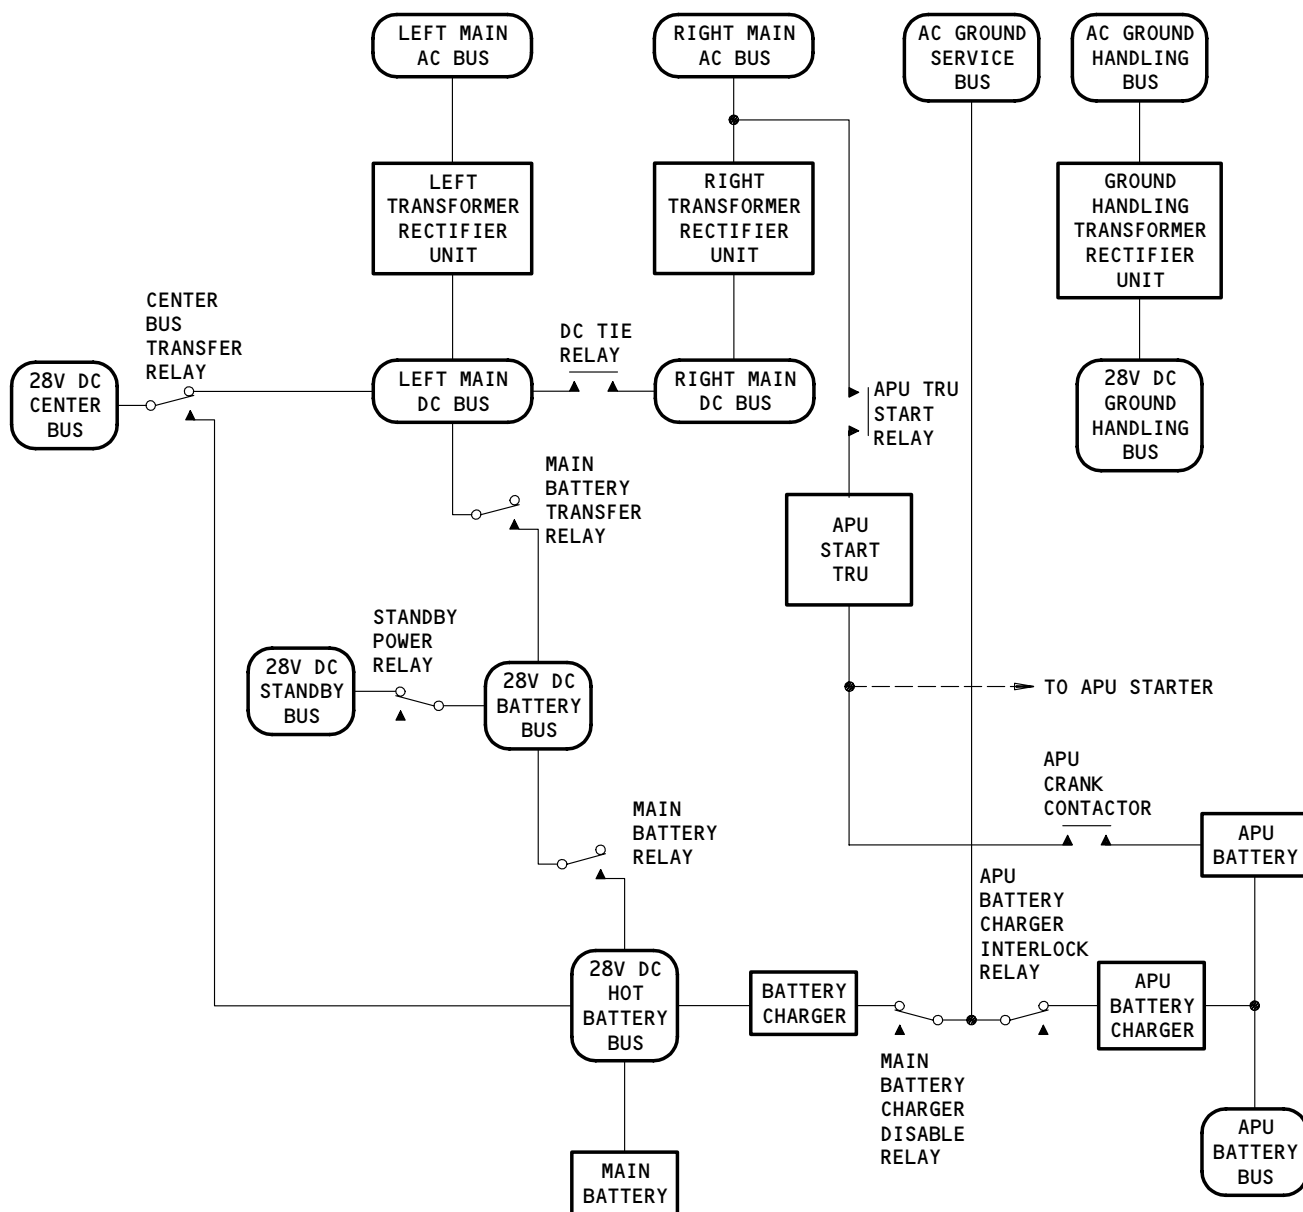 LEFT MAIN
AC BUS
RIGHT MAIN
AC BUS
AC GROUND
SERVICE
BUS
AC GROUND
HANDLING
BUS
LEFT
TRANSFORMER
RECTIFIER
UNIT
RIGHT
TRANSFORMER
RECTIFIER
UNIT
GROUND
HANDLING
TRANSFORMER
RECTIFIER
UNIT
CENTER
BUS
TRANSFER
RELAY
DC TIE
RELAY
28V DC
CENTER
BUS
LEFT MAIN
DC BUS
RIGHT MAIN
DC BUS
APU TRU
START
RELAY
28V DC
GROUND
HANDLING
BUS
MAIN
BATTERY
TRANSFER
RELAY
APU
START
TRU
STANDBY
POWER
RELAY
28V DC
STANDBY
BUS
28V DC
BATTERY
BUS
TO APU STARTER
APU
CRANK
CONTACTOR
MAIN
BATTERY
RELAY
APU
BATTERY
APU
BATTERY
CHARGER
INTERLOCK
RELAY
28V DC
HOT
BATTERY
BUS
BATTERY
CHARGER
APU
BATTERY
CHARGER
MAIN
BATTERY
CHARGER
DISABLE
RELAY
APU
BATTERY
BUS
MAIN
BATTERY